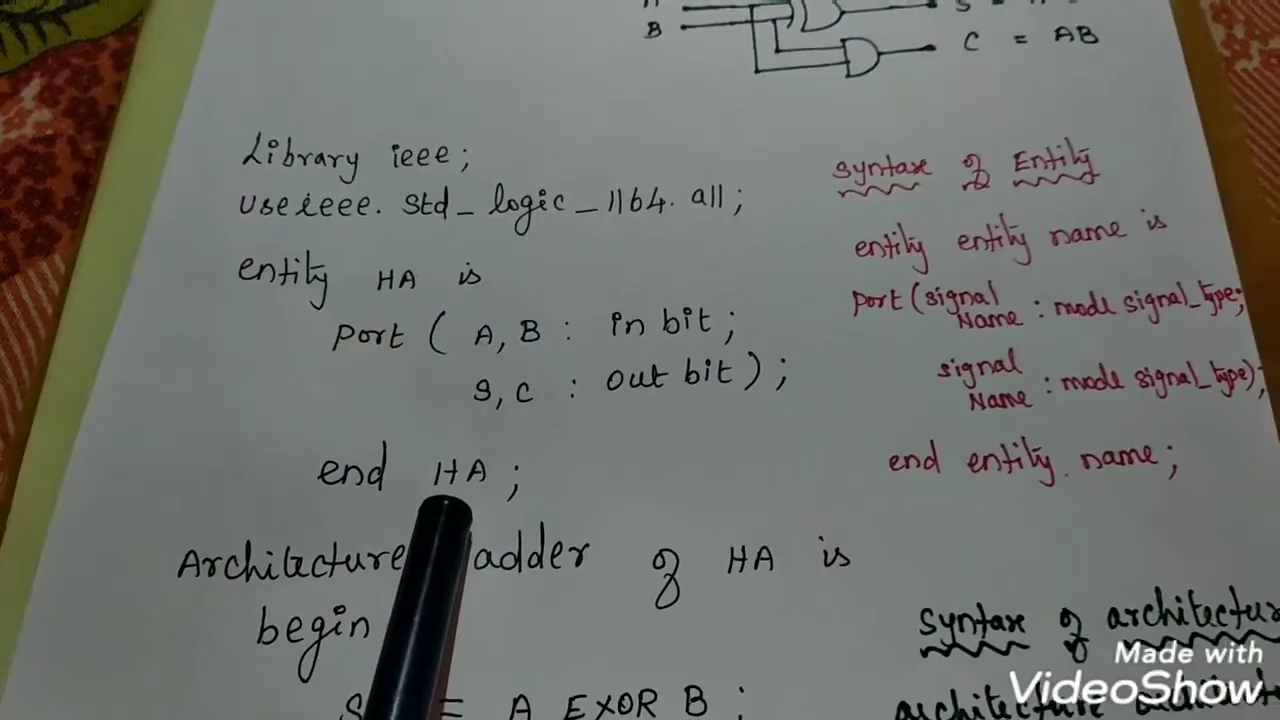 B
S =
C = AB
Library ieee;
Use ieee. Std_logic_1164. all;
entity HA is
port ( A, B : in bit;
S, C : out bit);
end HA;
Architecture adder of HA is
begin
S = A EXOR B;
syntax of Entity
entity entity name is
port (signal Name : mode signal_type;
signal Name : mode signal_type);
end entity name;
syntax of architectur
architecture
Made with
VideoShow